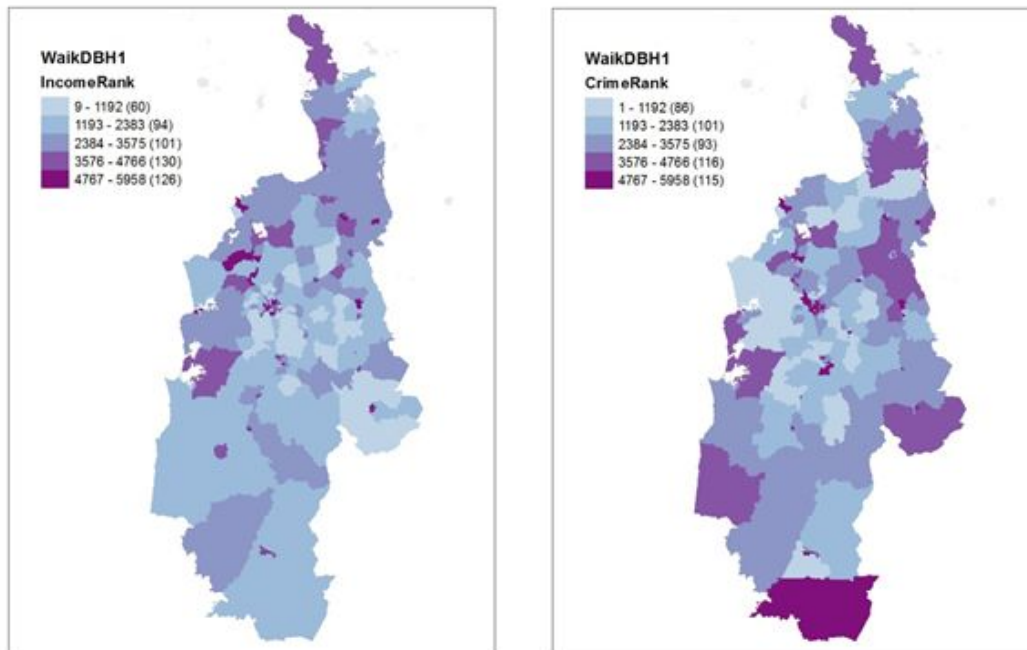 WaikDBH1
IncomeRank
9 - 1192 (60)
1193 - 2383 (94)
2384 - 3575 (101)
3576 - 4766 (130)
4767 - 5958 (126)
WaikDBH1
CrimeRank
1 - 1192 (86)
1193 - 2383 (101)
2384 - 3575 (93)
3576 - 4766 (116)
4767 - 5958 (115)